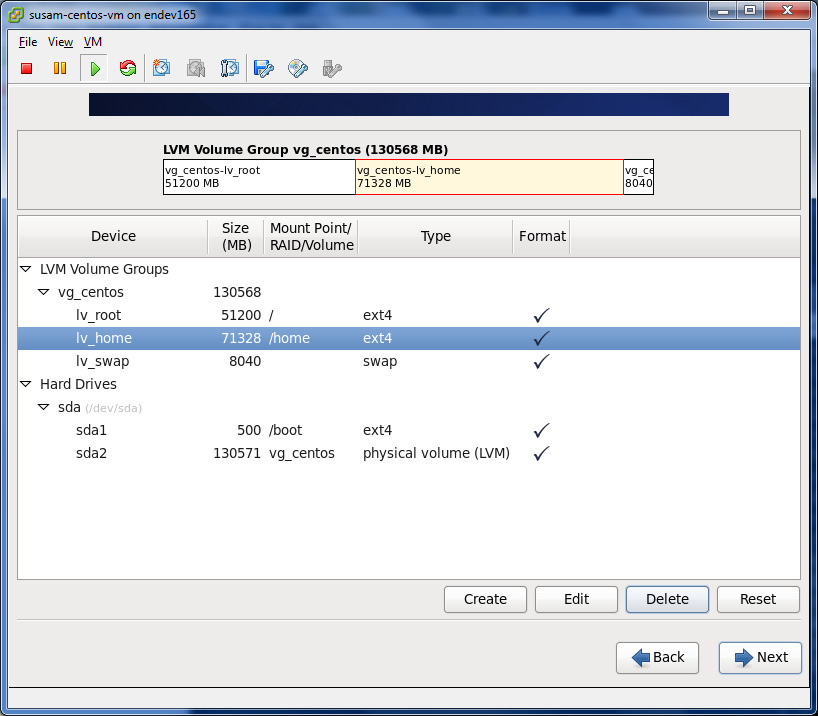 susam-centos-vm on endev165
File View VM
LVM Volume Group vg_centos (130568 MB)
vg_centos-lv_root vg_centos-lv_home vg_ce
51200 MB 71328 MB 8040
Device Size (MB) Mount Point/ RAID/Volume Type Format
LVM Volume Groups
vg_centos 130568
lv_root 51200 / ext4
lv_home 71328 /home ext4
lv_swap 8040 swap
Hard Drives
sda (/dev/sda)
sda1 500 /boot ext4
sda2 130571 vg_centos physical volume (LVM)
Create Edit Delete Reset
Back Next